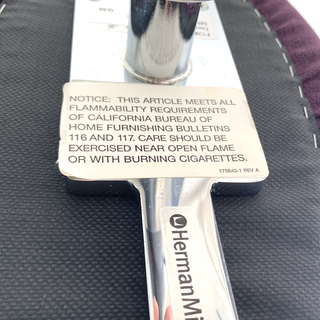 NOTICE: THIS ARTICLE MEETS ALL
FLAMMABILITY REQUIREMENTS
OF CALIFORNIA BUREAU OF
HOME FURNISHING BULLETINS
116 AND 117. CARE SHOULD BE
EXERCISED NEAR OPEN FLAME
OR WITH BURNING CIGARETTES.
175643-1 REV A
HermanMi